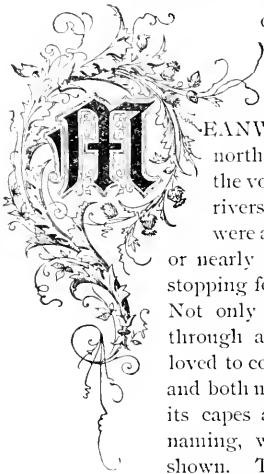 MEANW
north
the vo
rivers
were a
or nearly
stopping fo
Not only
through a
loved to co
and both n
its capes a
naming, w
shown. T